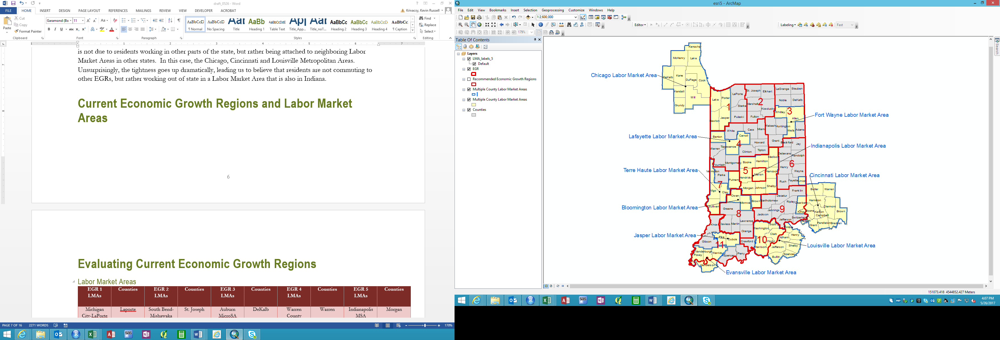 draft_0526 - Word
FILE HOME INSERT DESIGN PAGE LAYOUT REFERENCES MAILINGS REVIEW VIEW DEVELOPER ACROBAT
Krivacsy, Kevin Russell
Paste
Cut
Copy
Format Painter
Garamond (Bo 11
Clipboard Font Paragraph Styles Editing
¶ Normal No Spacing Title Heading 1 Table Text Title_App... Title_noT... Heading 2 Heading 3 Heading 4 ¶ Caption
Find
Replace
Select
is not due to residents working in other parts of the state, but rather being attached to neighboring Labor
Market Areas in other states. In this case, the Chicago, Cincinnati and Louisville Metropolitan Areas.
Unsurprisingly, the tightness goes up dramatically, leading us to believe that residents are not commuting to
other EGRs, but rather working out of state in a Labor Market Area that is also in Indiana.
Current Economic Growth Regions and Labor Market
Areas
6
Evaluating Current Economic Growth Regions
Labor Market Areas
EGR 1 LMAs Counties EGR 2 LMAs Counties EGR 3 LMAs Counties EGR 4 LMAs Counties EGR 5 LMAs Counties
Michigan City-LaPorte Laporte South Bend-Mishawaka St. Joseph Auburn MicroSA DeKalb Warren County Warren Indianapolis MSA Morgan
PAGE 7 OF 16 2271 WORDS
170%
esri5 - ArcMap
File Edit View Bookmarks Insert Selection Geoprocessing Customize Windows Help
1:2,600,000
Editor
Labeling
Fast
179%
Table Of Contents
Layers
LMA_labels_5
Default
EGR
Recommended Economic Growth Regions
Multiple County Labor Market Areas
Multiple County Labor Market Areas
Counties
Search
Chicago Labor Market Area
Fort Wayne Labor Market Area
Lafayette Labor Market Area
Indianapolis Labor Market Area
Terre Haute Labor Market Area
Cincinnati Labor Market Area
Bloomington Labor Market Area
Jasper Labor Market Area
Louisville Labor Market Area
Evansville Labor Market Area
Kenosha
McHenry Lake
DeKalb Kane DuPage Cook
Kendall Will
Grundy
Lake Porter LaPorte St. Joseph Elkhart LaGrange Steuben
Noble DeKalb
Starke Marshall Kosciusko Whitley Allen
Newton Jasper Pulaski Fulton
White Cass Miami Wabash Huntington Wells Adams
Benton Carroll Howard Grant Blackford Jay
Warren Tippecanoe Clinton Tipton Madison Delaware Randolph
Fountain Montgomery Boone Hamilton Henry Wayne
Vermillion Parke Putnam Hendricks Marion Hancock Rush Fayette Union
Vigo Clay Morgan Johnson Shelby Franklin
Owen Monroe Brown Bartholomew Decatur Ripley Dearborn
Sullivan Greene Jackson Jennings Jefferson Switzerland
Knox Daviess Martin Lawrence Washington Scott
Orange Clark
Gibson Pike Dubois Crawford Floyd Harrison
Vanderburgh Posey Warrick Spencer Perry
Henderson
Butler Warren
Hamilton Clermont
Boone Kenton Campbell Brown
Grant Pendleton Bracken
Trimble Henry
Oldham Shelby
Jefferson Spencer
Bullitt
1 2 3 4 5 6 7 8 9 10 11
151073.418 4544852.427 Meters
4:07 PM
5/26/2017